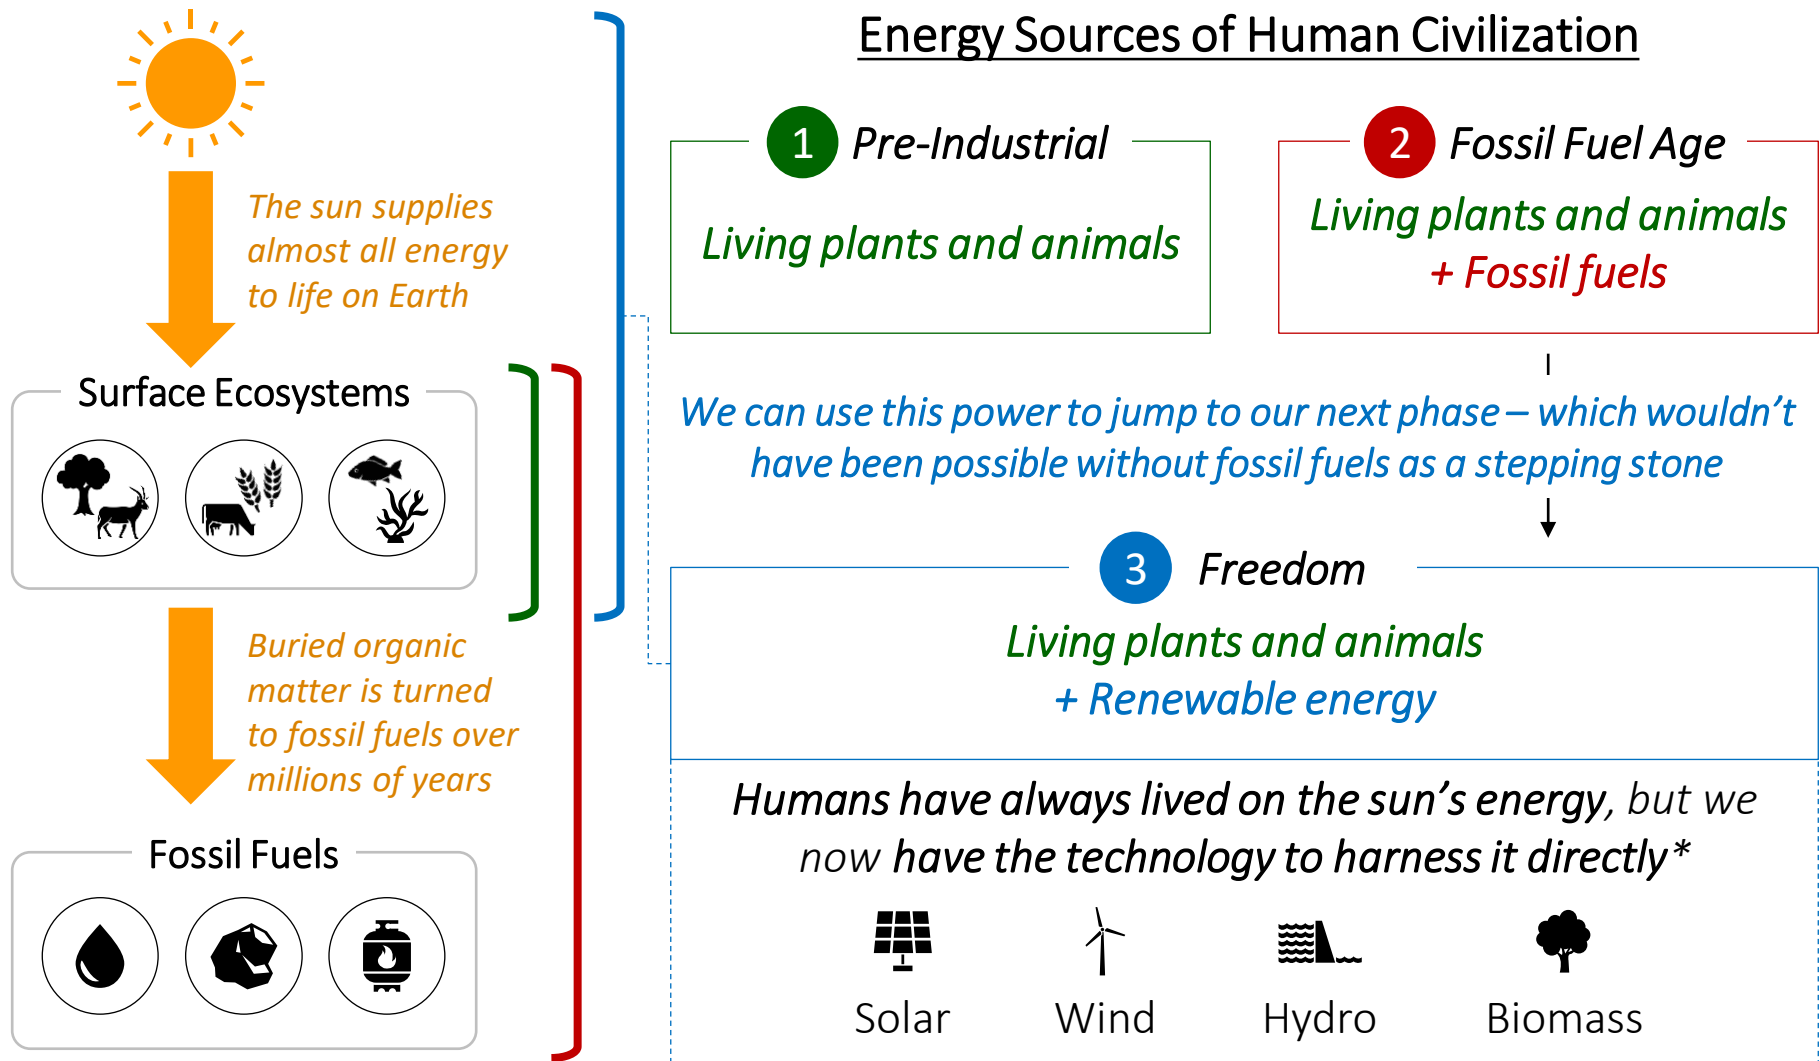 Energy Sources of Human Civilization
The sun supplies
almost all energy
to life on Earth
Surface Ecosystems
Buried organic
matter is turned
to fossil fuels over
millions of years
Fossil Fuels
1 Pre-Industrial
Living plants and animals
2 Fossil Fuel Age
Living plants and animals
+ Fossil fuels
We can use this power to jump to our next phase – which wouldn't
have been possible without fossil fuels as a stepping stone
3 Freedom
Living plants and animals
+ Renewable energy
Humans have always lived on the sun's energy, but we
now have the technology to harness it directly*
Solar
Wind
Hydro
Biomass